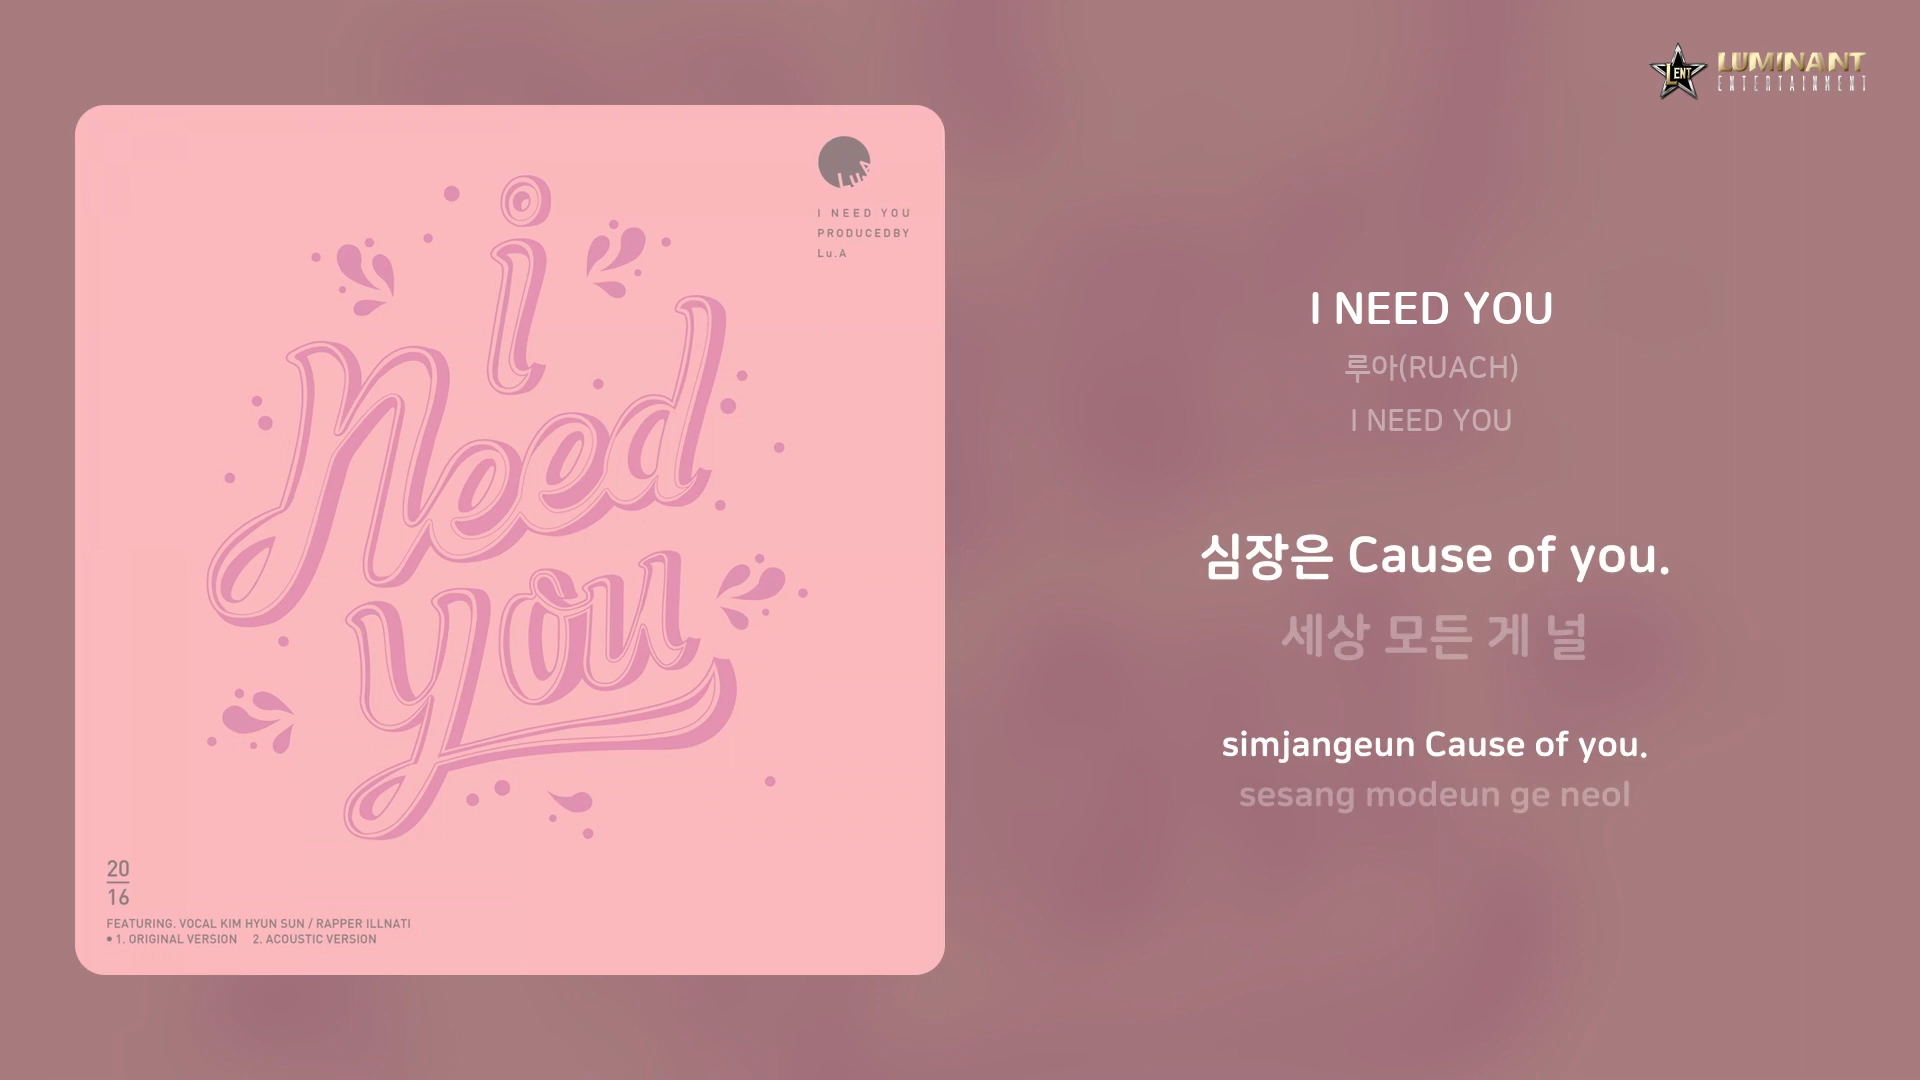 Lu.A
I NEED YOU
PRODUCEDBY
Lu.A
i
Need
you
20
16
FEATURING. VOCAL KIM HYUN SUN / RAPPER ILLNATI
• 1. ORIGINAL VERSION 2. ACOUSTIC VERSION
L ENT
LUMINANT
ENTERTAINMENT
I NEED YOU
루아(RUACH)
I NEED YOU
심장은 Cause of you.
세상 모든 게 널
simjangeun Cause of you.
sesang modeun ge neol